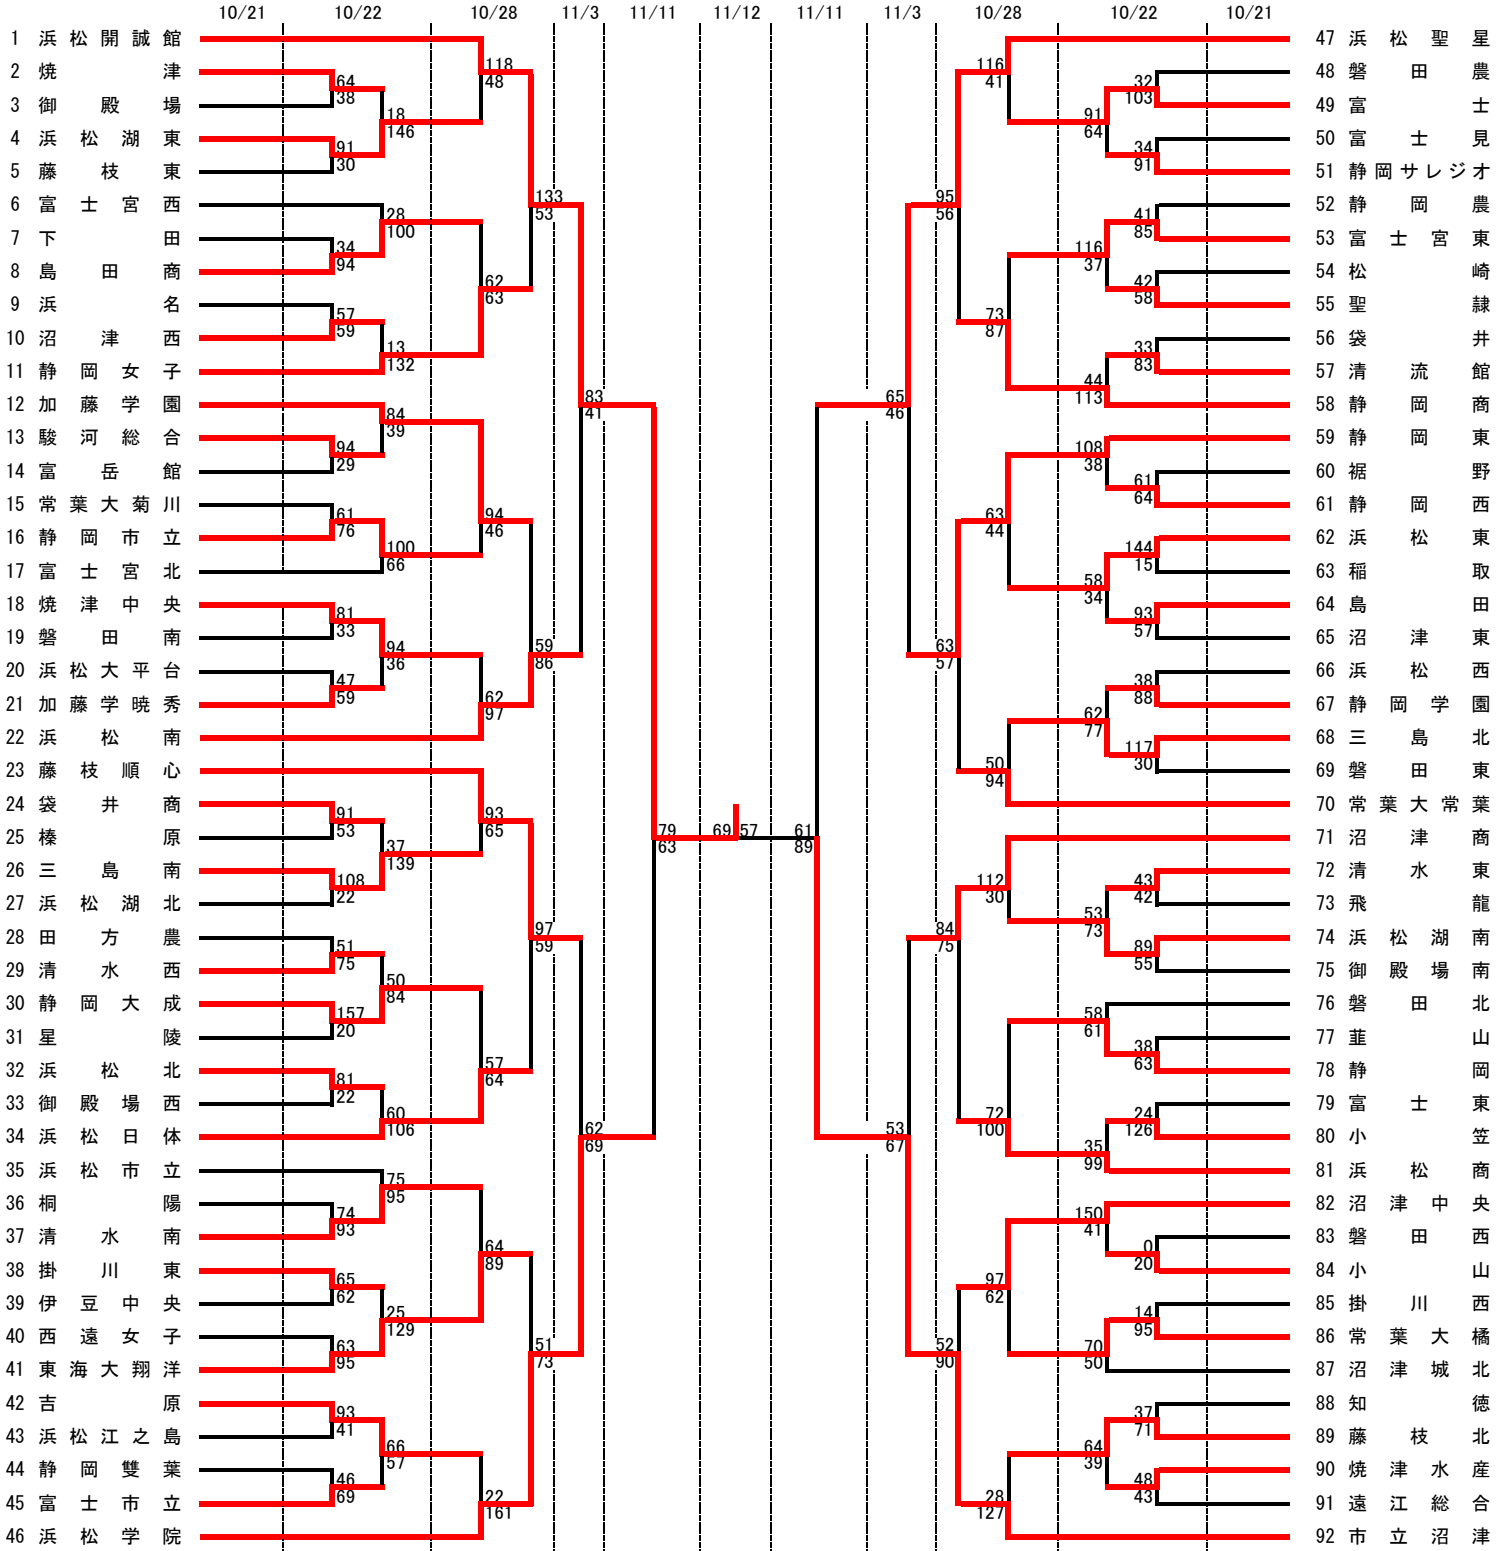 10/21 10/22 10/28 11/3 11/11 11/12 11/11 11/3 10/28 10/22 10/21
1 浜松開誠館
2 焼津
3 御殿場
4 浜松湖東
5 藤枝東
6 富士宮西
7 下田
8 島田商
9 浜名
10 沼津西
11 静岡女子
12 加藤学園
13 駿河総合
14 富岳館
15 常葉大菊川
16 静岡市立
17 富士宮北
18 焼津中央
19 磐田南
20 浜松大平台
21 加藤学暁秀
22 浜松南
23 藤枝順心
24 袋井商
25 榛原
26 三島南
27 浜松湖北
28 田方農
29 清水西
30 静岡大成
31 星陵
32 浜松北
33 御殿場西
34 浜松日体
35 浜松市立
36 桐陽
37 清水南
38 掛川東
39 伊豆中央
40 西遠女子
41 東海大翔洋
42 吉原
43 浜松江之島
44 静岡雙葉
45 富士市立
46 浜松学院
64
38
91
30
34
94
57
59
94
29
61
76
81
33
47
59
91
53
108
22
51
75
157
20
81
22
74
93
65
62
63
95
93
41
46
69
18
146
28
100
13
132
84
39
100
66
94
36
37
139
50
84
60
106
75
95
25
129
66
57
118
48
62
63
94
46
62
97
93
65
57
64
64
89
22
161
133
53
59
86
97
59
51
73
83
41
62
69
79
63
69 57
61
89
65
46
53
67
95
56
63
57
84
75
52
90
116
41
73
87
63
44
50
94
112
30
72
100
97
62
28
127
91
64
116
37
44
113
108
38
58
34
62
77
53
73
58
61
35
99
150
41
70
50
64
39
32
103
34
91
41
85
42
58
33
83
61
64
144
15
93
57
38
88
117
30
43
42
89
55
38
63
24
126
0
20
14
95
37
71
48
43
47 浜松聖星
48 磐田農
49 富士
50 富士見
51 静岡サレジオ
52 静岡農
53 富士宮東
54 松崎
55 聖隷
56 袋井
57 清流館
58 静岡商
59 静岡東
60 裾野
61 静岡西
62 浜松東
63 稲取
64 島田
65 沼津東
66 浜松西
67 静岡学園
68 三島北
69 磐田東
70 常葉大常葉
71 沼津商
72 清水東
73 飛龍
74 浜松湖南
75 御殿場南
76 磐田北
77 韮山
78 静岡
79 富士東
80 小笠
81 浜松商
82 沼津中央
83 磐田西
84 小山
85 掛川西
86 常葉大橘
87 沼津城北
88 知徳
89 藤枝北
90 焼津水産
91 遠江総合
92 市立沼津